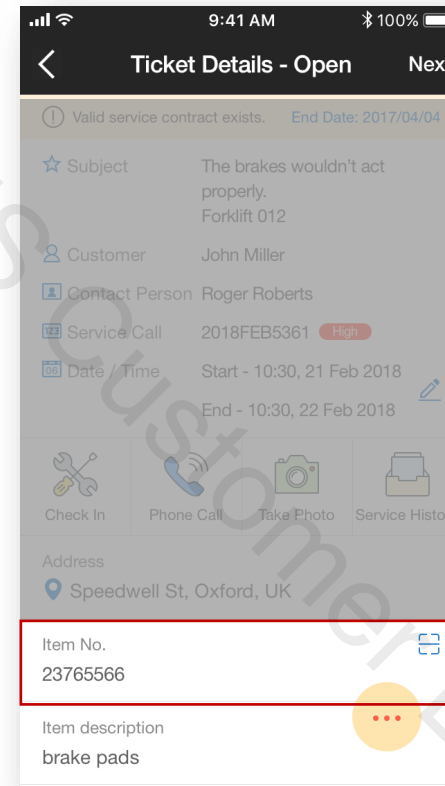 9:41 AM 100%
Ticket Details - Open Nex
Valid service contract exists. End Date: 2017/04/04
Subject The brakes wouldn't act
properly.
Forklift 012
Customer John Miller
Contact Person Roger Roberts
123 Service Call 2018FEB5361 High
06 Date / Time Start - 10:30, 21 Feb 2018
End - 10:30, 22 Feb 2018
Check In Phone Call Take Photo Service Histo
Address
Speedwell St, Oxford, UK
Item No.
23765566
Item description
brake pads
Customer